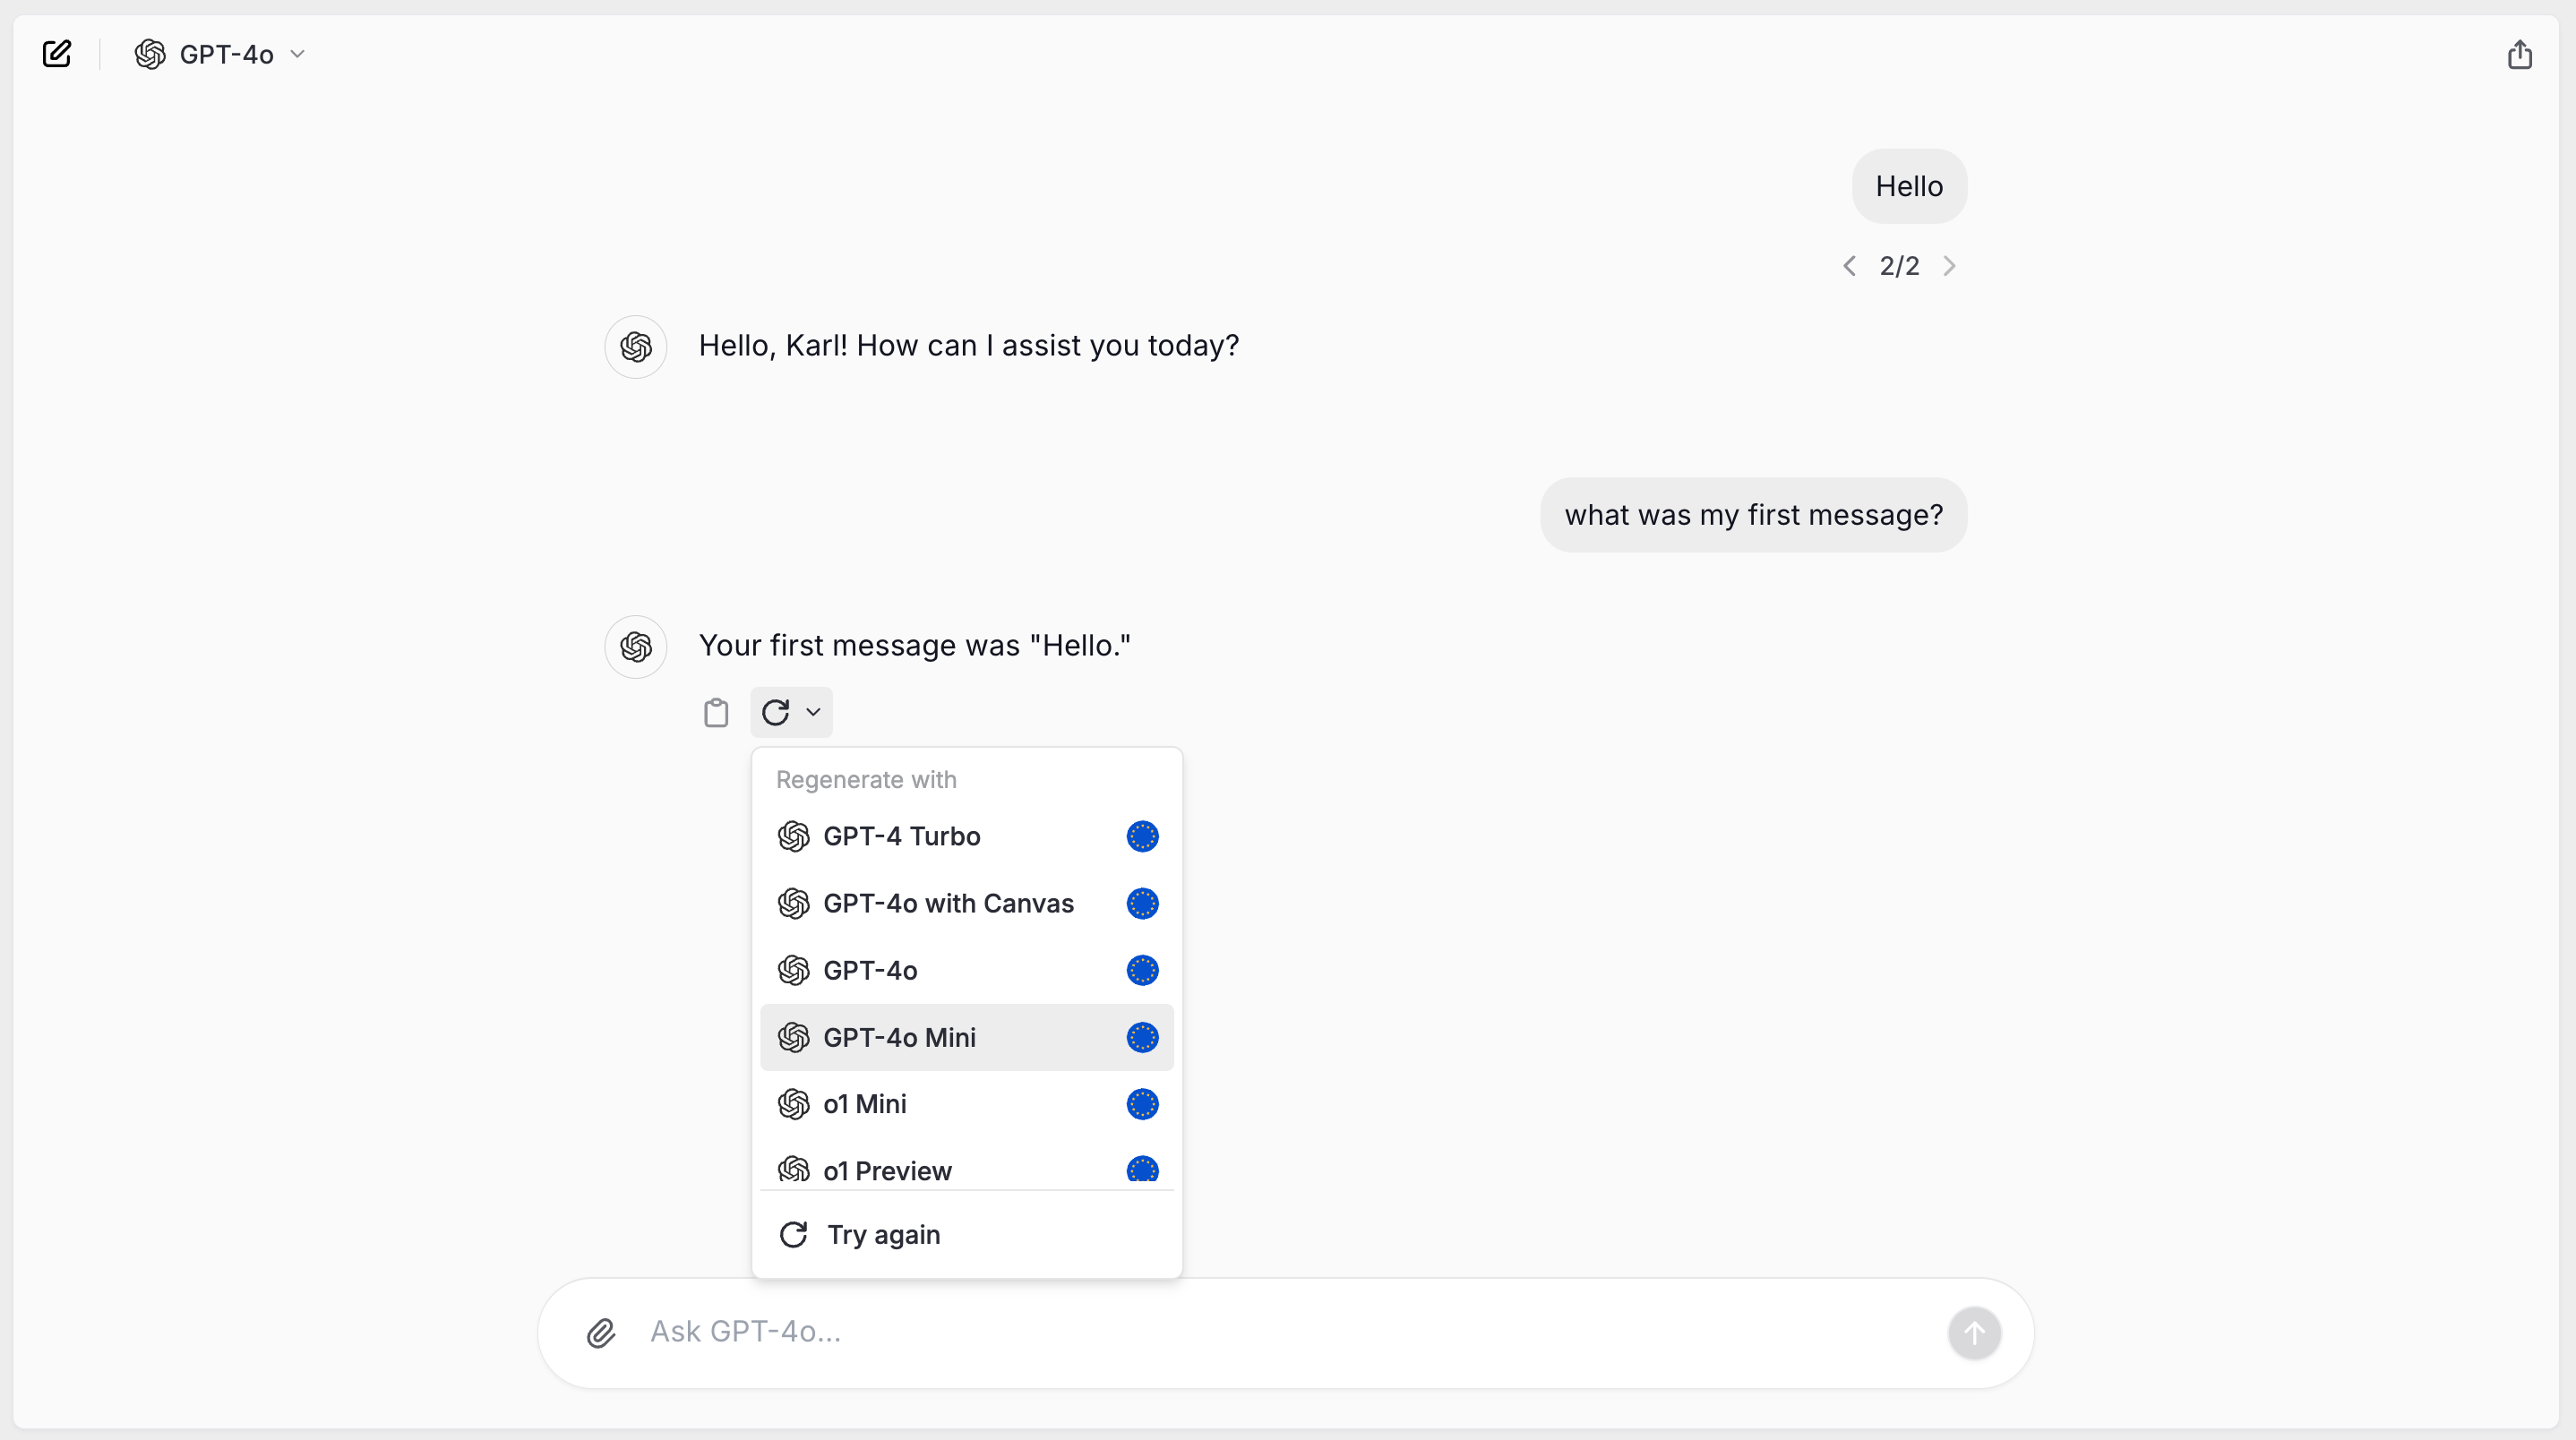 GPT-4o
Hello
2/2
Hello, Karl! How can I assist you today?
what was my first message?
Your first message was "Hello."
Regenerate with
GPT-4 Turbo
GPT-4o with Canvas
GPT-4o
GPT-4o Mini
o1 Mini
o1 Preview
Try again
Ask GPT-4o...